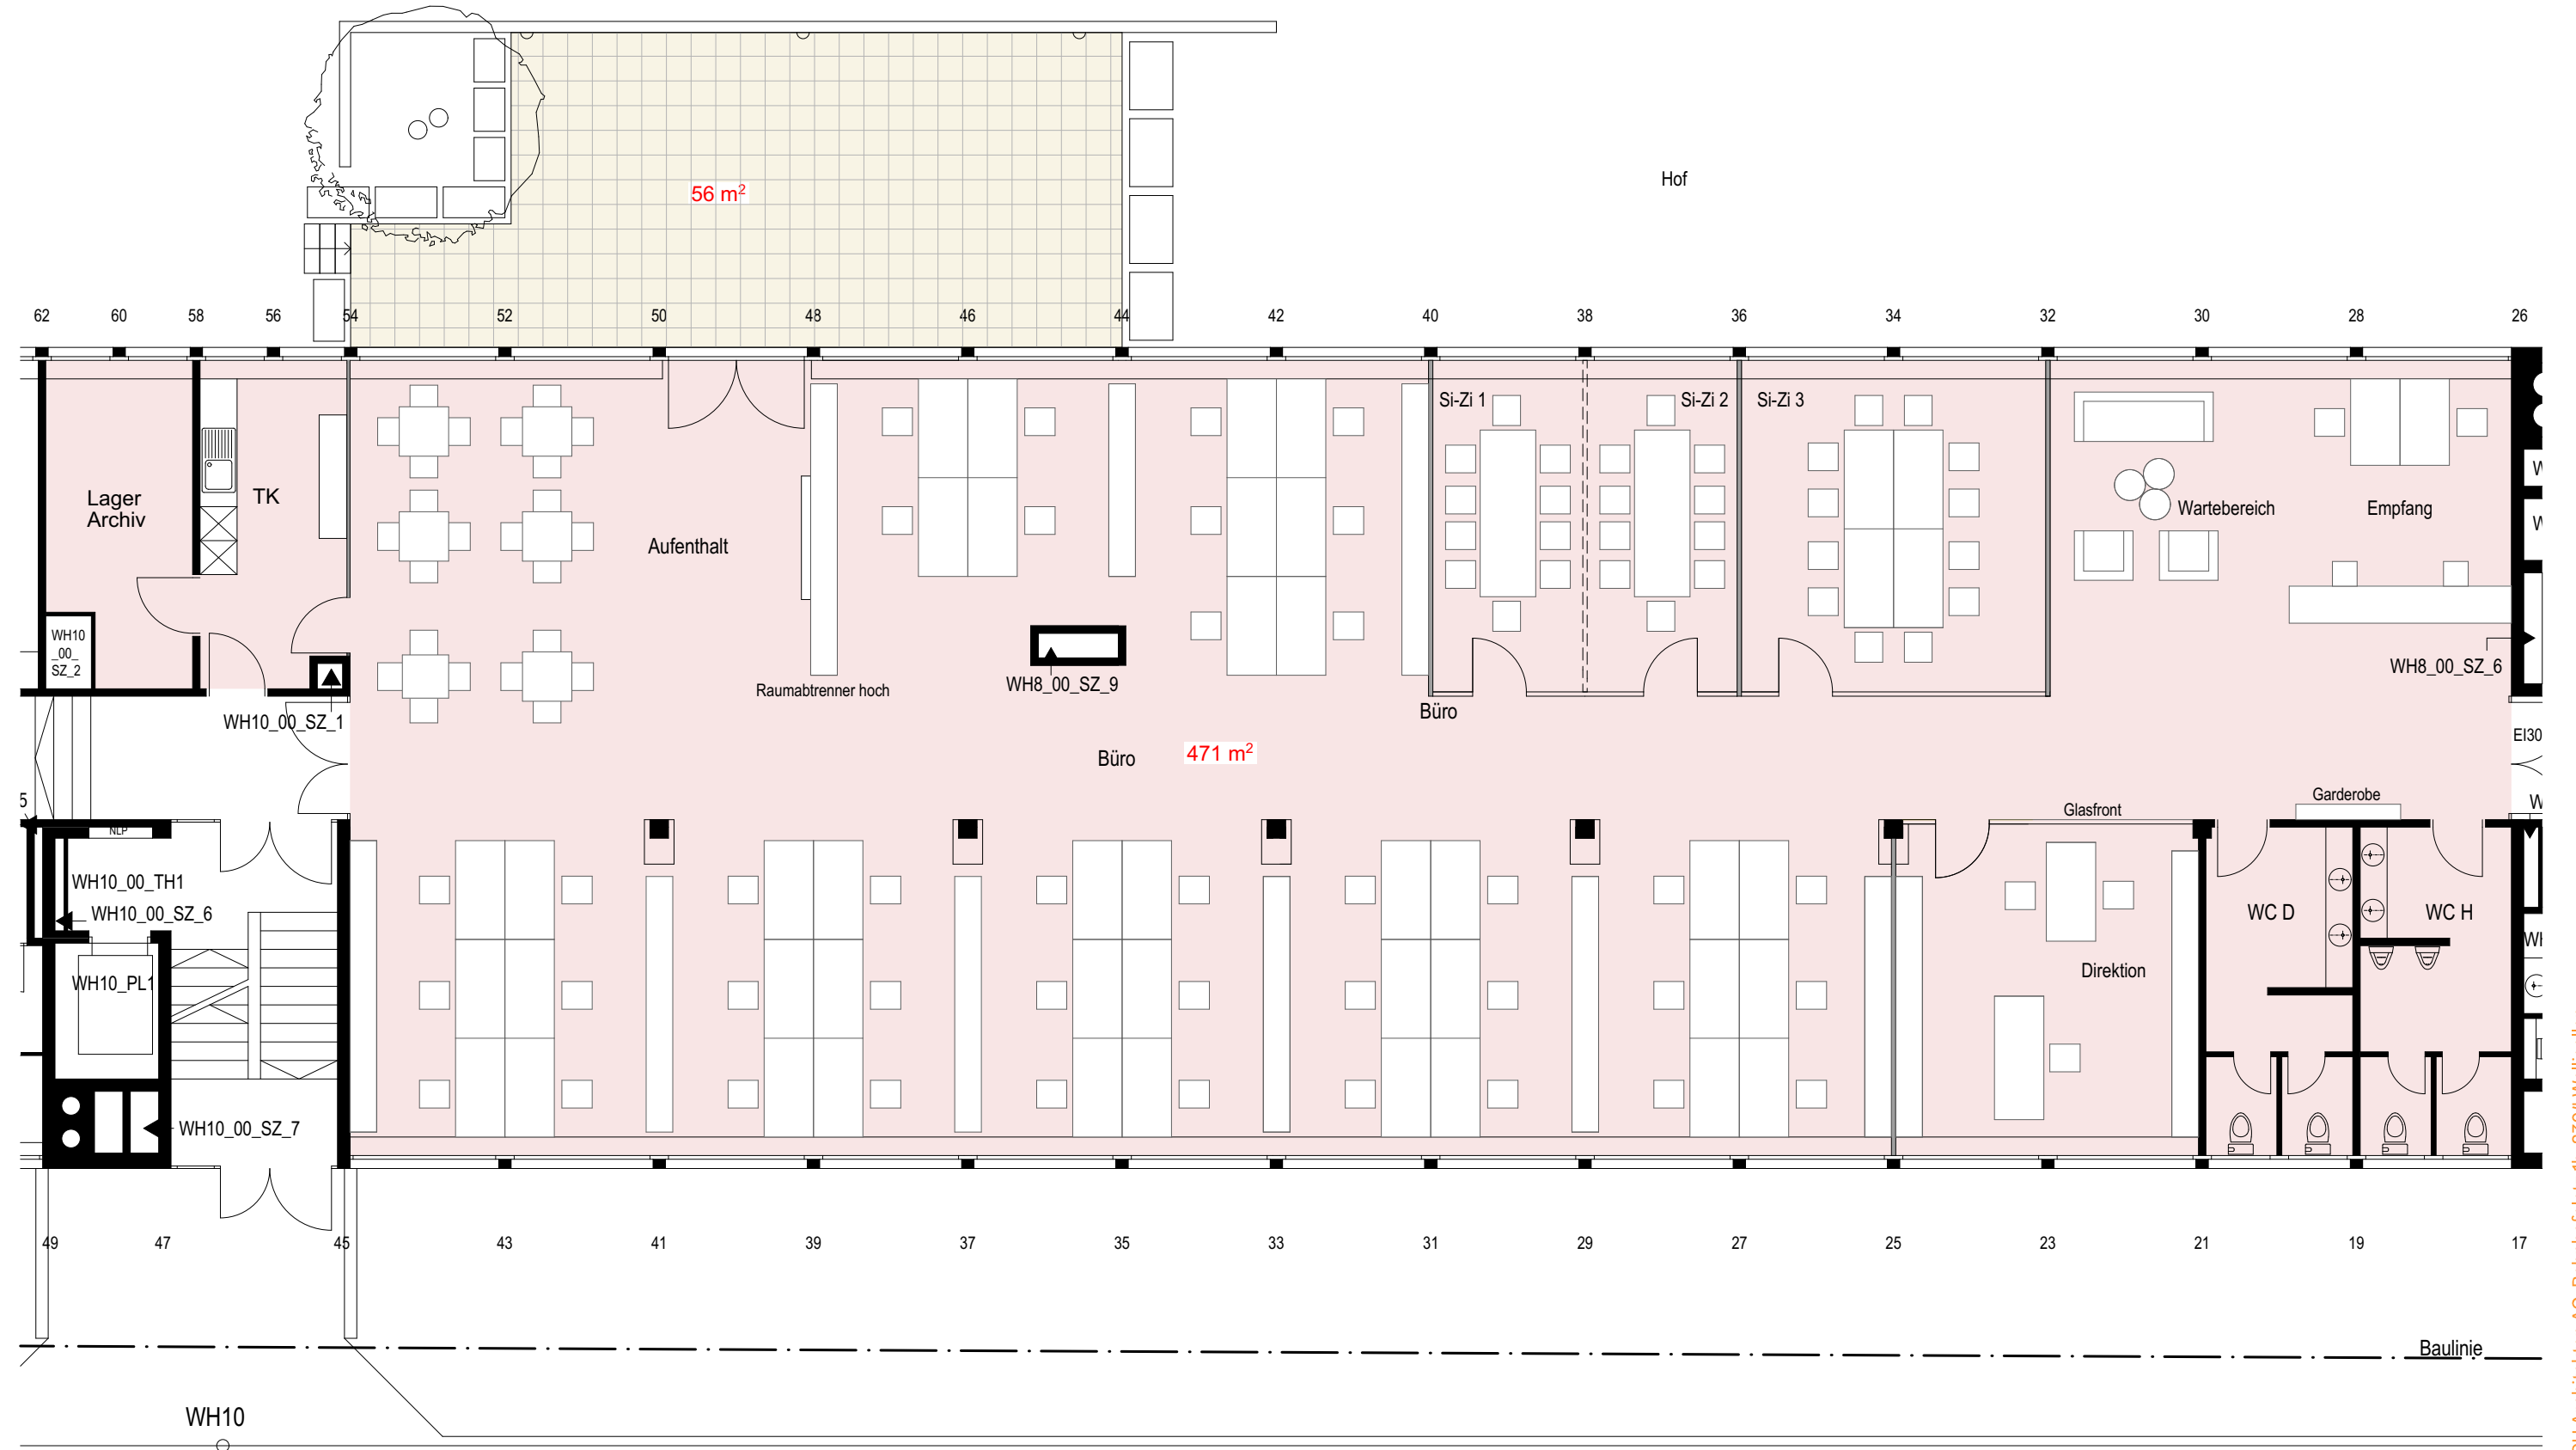 56 m²
Hof
62 60 58 56 54 52 50 48 46 44 42 40 38 36 34 32 30 28 26
Si-Zi 1
Si-Zi 2
Si-Zi 3
Lager
Archiv
TK
Aufenthalt
Wartebereich
Empfang
WH10
_00_
SZ_2
WH8_00_SZ_6
WH8_00_SZ_9
Raumabtrenner hoch
WH10_00_SZ_1
Büro
Büro
471 m²
EI30
5
Garderobe
Glasfront
W
W
W
NLP
WH10_00_TH1
WH10_00_SZ_6
WC D
WC H
Direktion
WH10_PL1
WH10_00_SZ_7
49 47 45 43 41 39 37 35 33 31 29 27 25 23 21 19 17
Baulinie
WH10